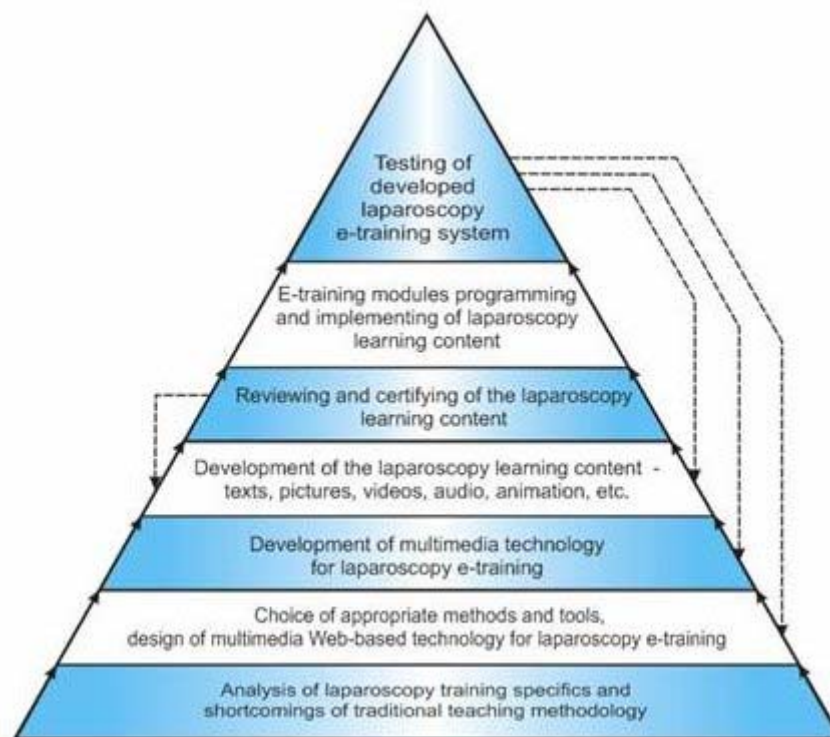 Testing of
developed
laparoscopy
e-training system
E-training modules programming
and implementing of laparoscopy
learning content
Reviewing and certifying of the laparoscopy
learning content
Development of the laparoscopy learning content -
texts, pictures, videos, audio, animation, etc.
Development of multimedia technology
for laparoscopy e-training
Choice of appropriate methods and tools,
design of multimedia Web-based technology for laparoscopy e-training
Analysis of laparoscopy training specifics and
shortcomings of traditional teaching methodology